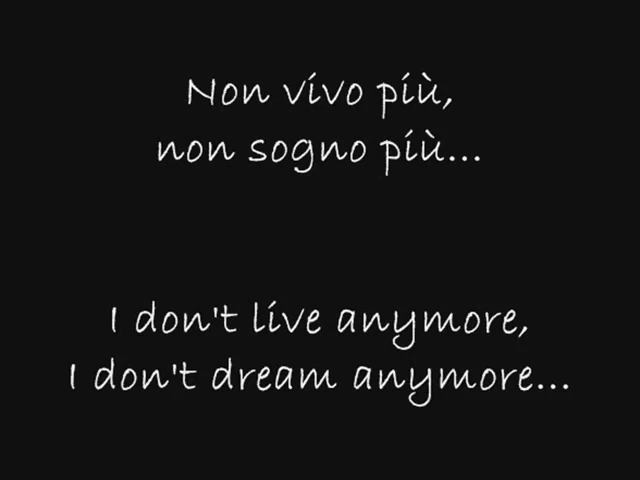 Non vivo più,
non sogno più...
I don't live anymore,
I don't dream anymore...